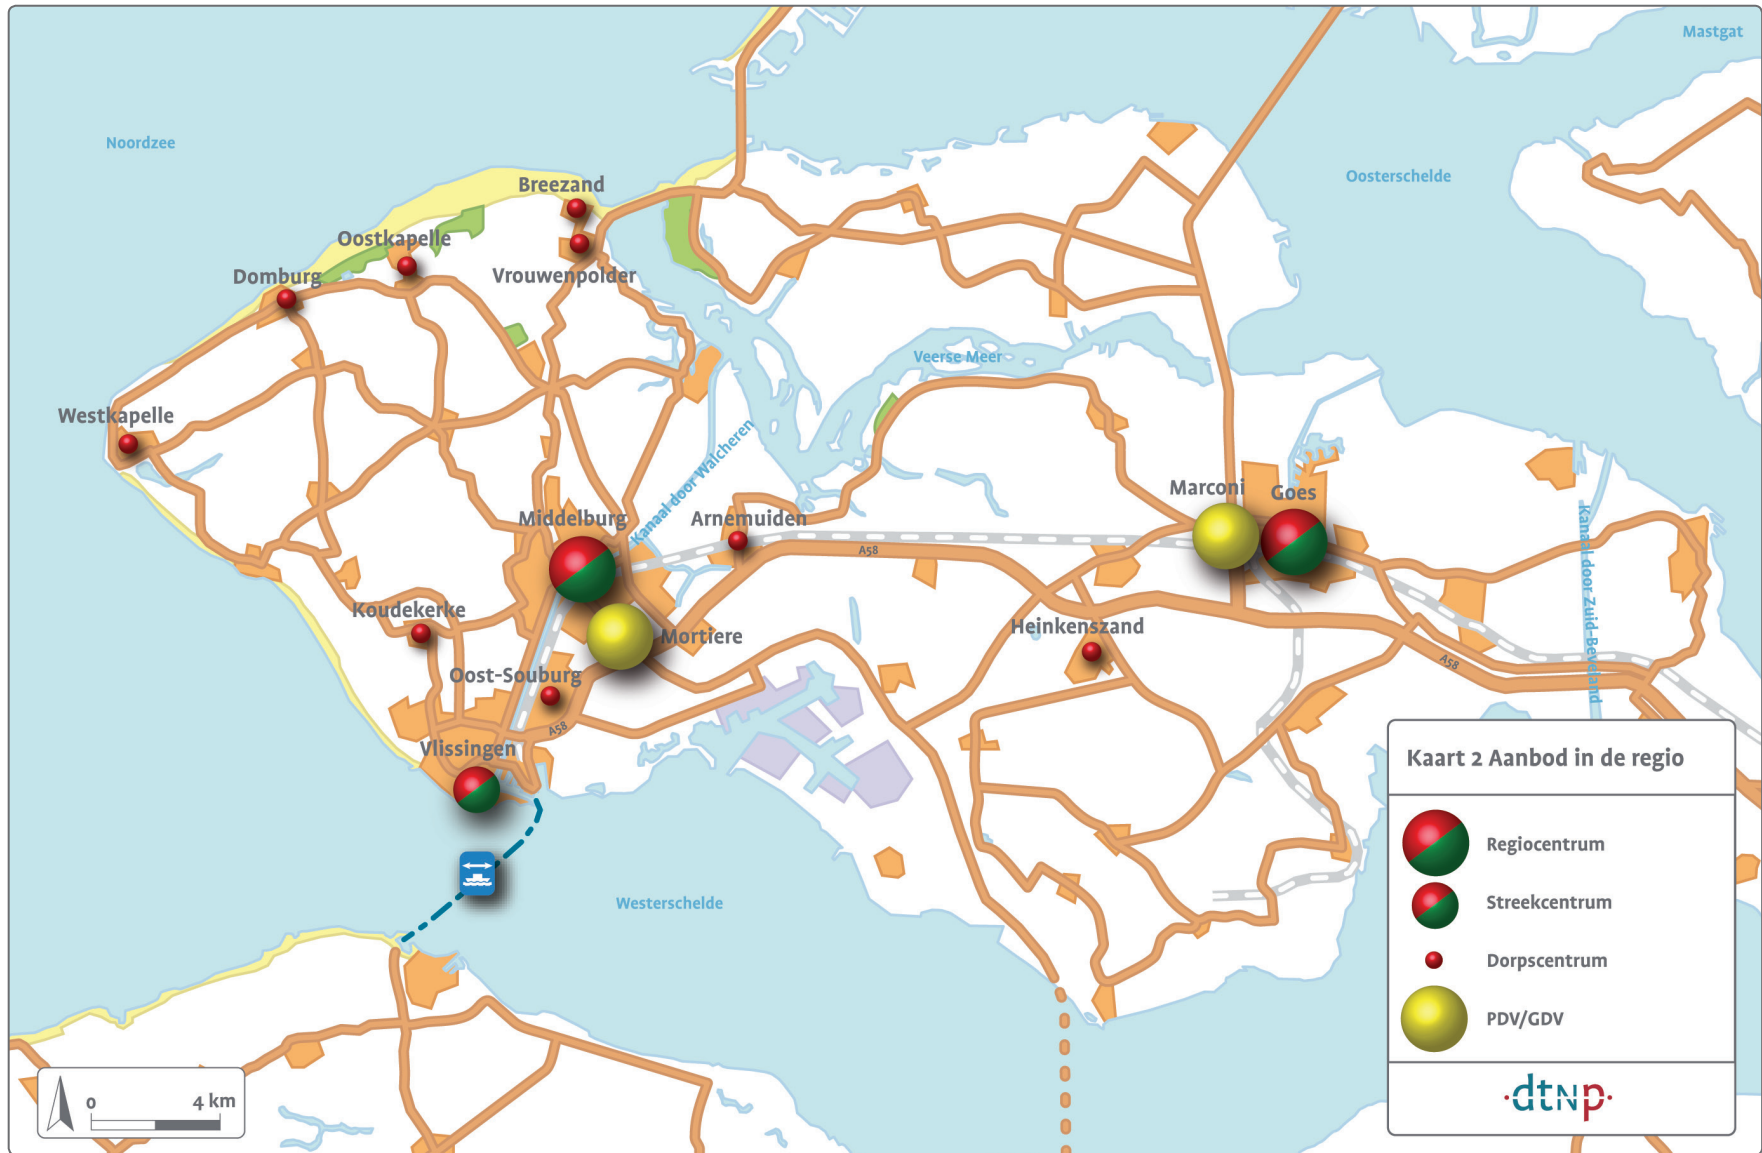 Mastgat
Noordzee
Oosterschelde
Breezand
Oostkapelle
Vrouwenpolder
Domburg
Veerse Meer
Westkapelle
Kanaal door Walcheren
Marconi
Goes
Middelburg
Arnemuiden
A58
Kanaal door Zuid-Beveland
Koudekerke
Mortiere
Heinkenszand
A58
Oost-Souburg
A58
Vlissingen
Westerschelde
Kaart 2 Aanbod in de regio
Regiocentrum
Streekcentrum
Dorpscentrum
PDV/GDV
·dtnp·
0 4 km